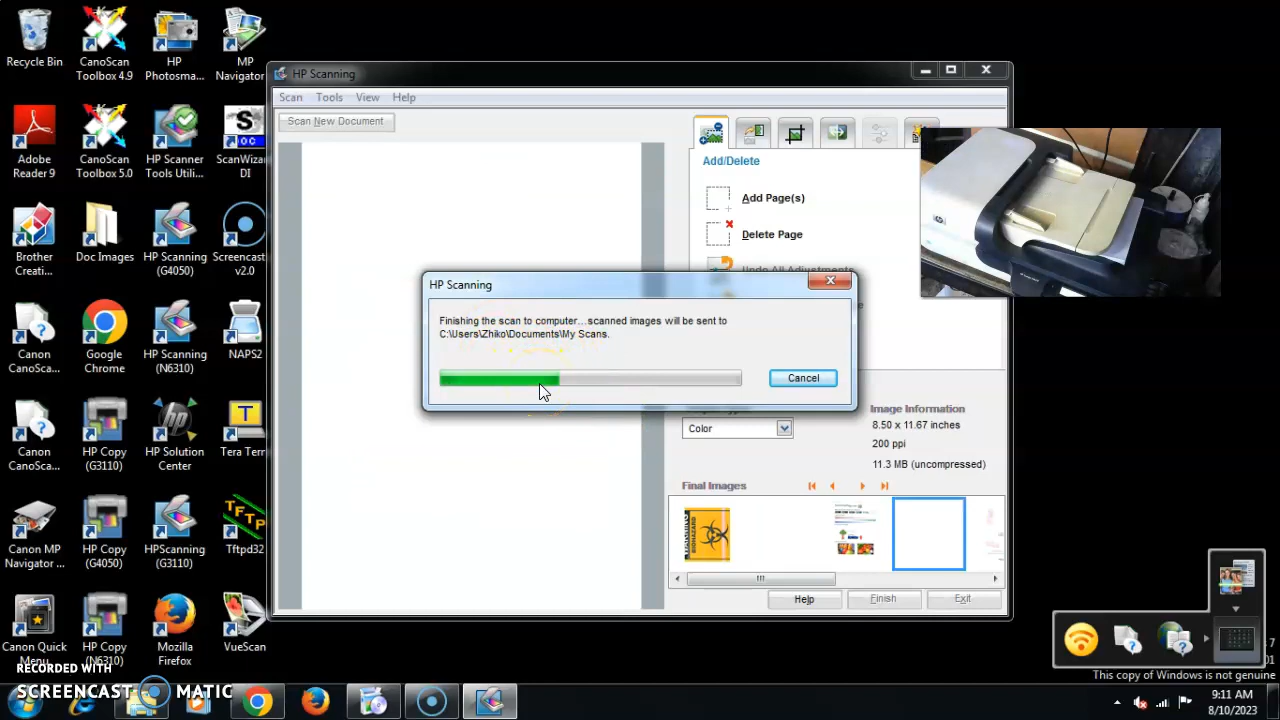 Recycle Bin
CanoScan Toolbox 4.9
HP Photosma...
MP Navigator
Adobe Reader 9
CanoScan Toolbox 5.0
HP Scanner Tools Utili...
ScanWizard DI
Brother Creati...
Doc Images
HP Scanning (G4050)
Screencast v2.0
Canon CanoSca...
Google Chrome
HP Scanning (N6310)
NAPS2
Canon CanoSca...
HP Copy (G3110)
HP Solution Center
Tera Term
Canon MP Navigator ...
HP Copy (G4050)
HPScanning (G3110)
Tftpd32
Canon Quick Menu
HP Copy (N6310)
Mozilla Firefox
VueScan
RECORDED WITH
SCREENCAST MATIC
HP Scanning
Scan Tools View Help
Scan New Document
Add/Delete
Add Page(s)
Delete Page
Undo All Adjustments
HP Scanning
Finishing the scan to computer...scanned images will be sent to
C:\Users\Zhiko\Documents\My Scans.
Cancel
Color
Image Information
8.50 x 11.67 inches
200 ppi
11.3 MB (uncompressed)
Final Images
BIOHAZARD
Help Finish Exit
7
01
This copy of Windows is not genuine
9:11 AM
8/10/2023